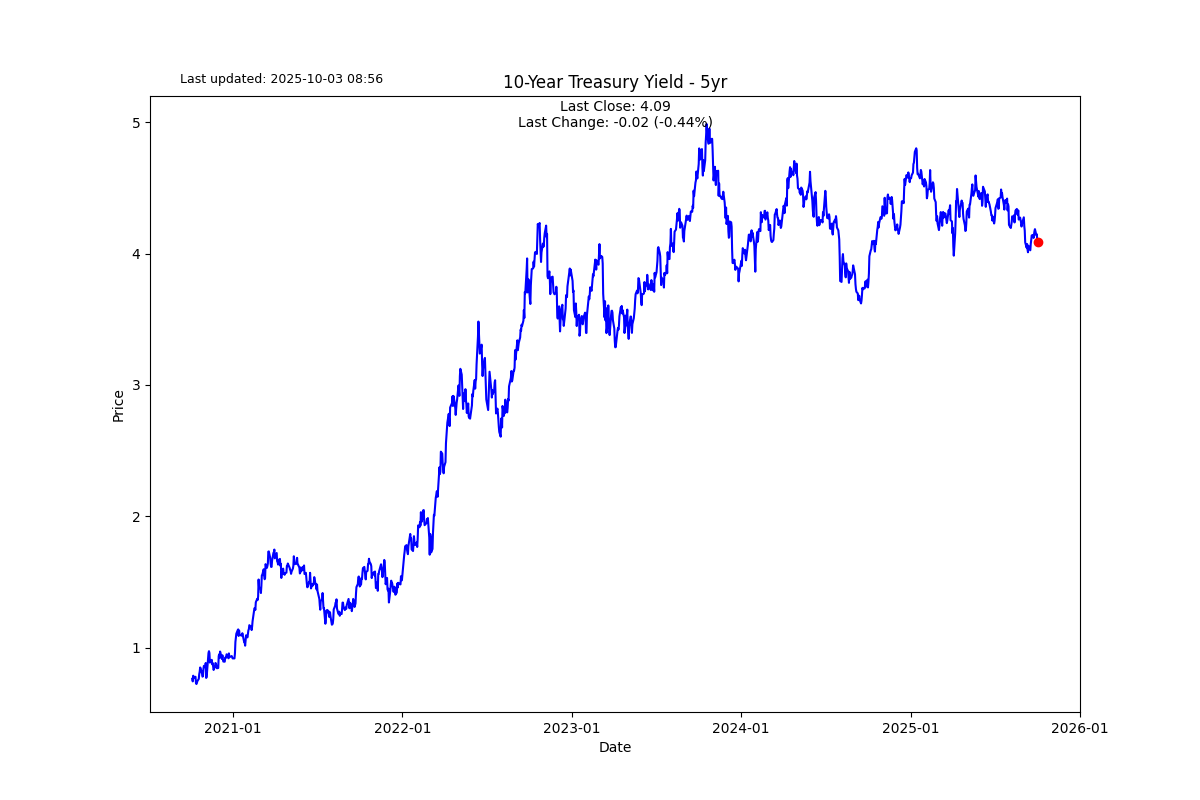 Last updated: 2025-10-03 08:56
10-Year Treasury Yield - 5yr
Last Close: 4.09
Last Change: -0.02 (-0.44%)
5
4
3
2
1
Price
2021-01
2022-01
2023-01
2024-01
2025-01
2026-01
Date